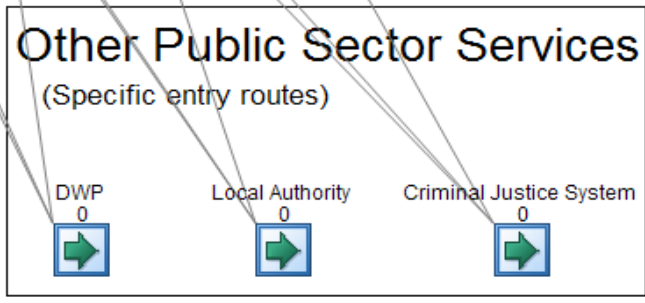 Other Public Sector Services
(Specific entry routes)
DWP Local Authority Criminal Justice System
0 0 0